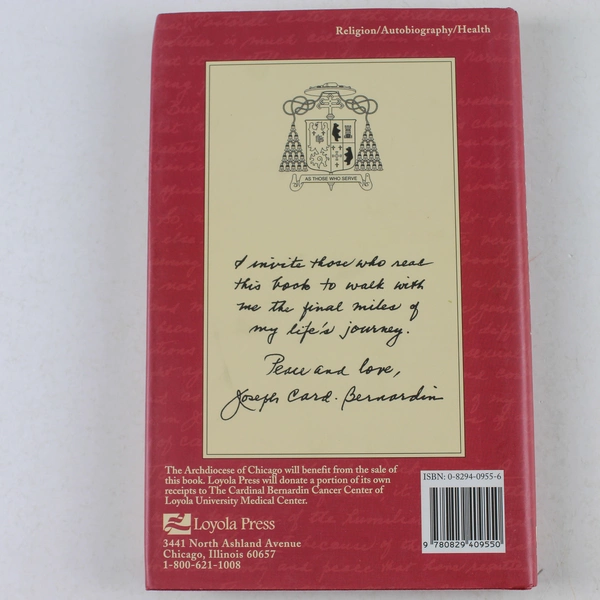 Religion/Autobiography/Health
AS THOSE WHO SERVE
I invite those who read
this book to walk with
me the final miles of
my life's journey.
Peace and love,
Joseph Card. Bernardin
The Archdiocese of Chicago will benefit from the sale of
this book. Loyola Press will donate a portion of its own
receipts to The Cardinal Bernardin Cancer Center of
Loyola University Medical Center.
Loyola Press
3441 North Ashland Avenue
Chicago, Illinois 60657
1-800-621-1008
ISBN: 0-8294-0955-6
9 780829 409550